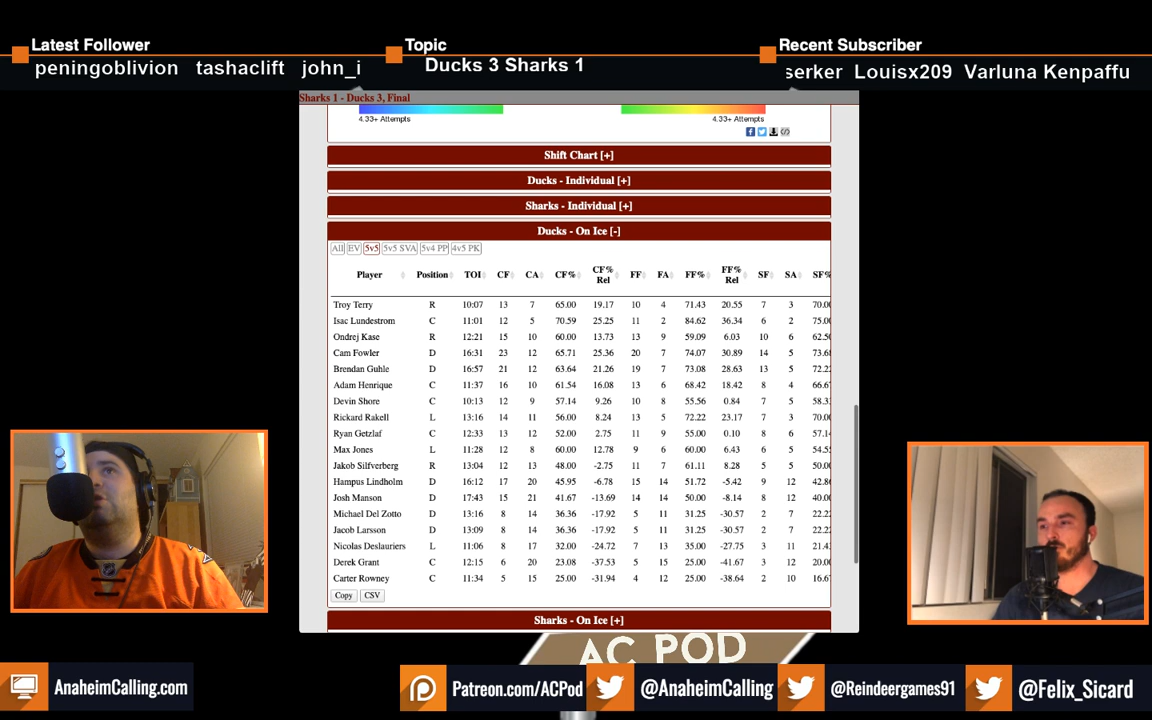 Latest Follower
peningoblivion tashaclift john_i
Topic
Ducks 3 Sharks 1
Recent Subscriber
serker Louisx209 Varluna Kenpaffu
Sharks 1 - Ducks 3, Final
4.33+ Attempts
4.33+ Attempts
Shift Chart [+]
Ducks - Individual [+]
Sharks - Individual [+]
Ducks - On Ice [-]
All EV 5v5 5v5 SVA 5v4 PP 4v5 PK
Player Position TOI CF CA CF% CF% Rel FF FA FF% FF% Rel SF SA SF%
Troy Terry R 10:07 13 7 65.00 19.17 10 4 71.43 20.55 7 3 70.00
Isac Lundestrom C 11:01 12 5 70.59 25.25 11 2 84.62 36.34 6 2 75.00
Ondrej Kase R 12:21 15 10 60.00 13.73 13 9 59.09 6.03 10 6 62.50
Cam Fowler D 16:31 23 12 65.71 25.36 20 7 74.07 30.89 14 5 73.68
Brendan Guhle D 16:57 21 12 63.64 21.26 19 7 73.08 28.63 13 5 72.22
Adam Henrique C 11:37 16 10 61.54 16.08 13 6 68.42 18.42 8 4 66.67
Devin Shore C 10:13 12 9 57.14 9.26 10 8 55.56 0.84 7 5 58.33
Rickard Rakell L 13:16 14 11 56.00 8.24 13 5 72.22 23.17 7 3 70.00
Ryan Getzlaf C 12:33 13 12 52.00 2.75 11 9 55.00 0.10 8 6 57.14
Max Jones L 11:28 12 8 60.00 12.78 9 6 60.00 6.43 6 5 54.55
Jakob Silfverberg R 13:04 12 13 48.00 -2.75 11 7 61.11 8.28 5 5 50.00
Hampus Lindholm D 16:12 17 20 45.95 -6.78 15 14 51.72 -5.42 9 12 42.86
Josh Manson D 17:43 15 21 41.67 -13.69 14 14 50.00 -8.14 8 12 40.00
Michael Del Zotto D 13:16 8 14 36.36 -17.92 5 11 31.25 -30.57 2 7 22.22
Jacob Larsson D 13:09 8 14 36.36 -17.92 5 11 31.25 -30.57 2 7 22.22
Nicolas Deslauriers L 11:06 8 17 32.00 -24.72 7 13 35.00 -27.75 3 11 21.43
Derek Grant C 12:15 6 20 23.08 -37.53 5 15 25.00 -41.67 3 12 20.00
Carter Rowney C 11:34 5 15 25.00 -31.94 4 12 25.00 -38.64 2 10 16.67
Copy CSV
Sharks - On Ice [+]
AC POD
AnaheimCalling.com
Patreon.com/ACPod
@AnaheimCalling
@Reindeergames91
@Felix_Sicard